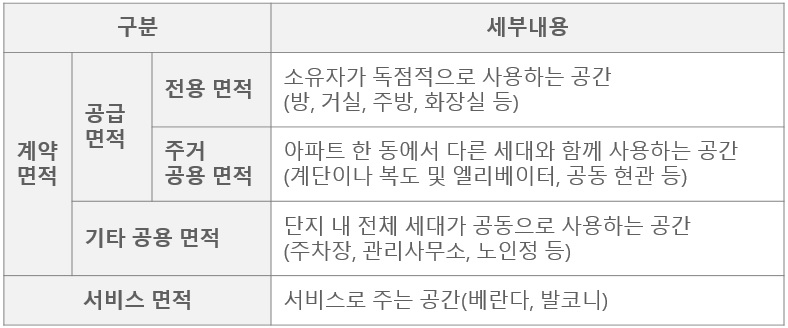 구분
세부내용
계약
면적
공급
면적
전용 면적
소유자가 독점적으로 사용하는 공간
(방, 거실, 주방, 화장실 등)
주거
공용 면적
아파트 한 동에서 다른 세대와 함께 사용하는 공간
(계단이나 복도 및 엘리베이터, 공동 현관 등)
기타 공용 면적
단지 내 전체 세대가 공동으로 사용하는 공간
(주차장, 관리사무소, 노인정 등)
서비스 면적
서비스로 주는 공간(베란다, 발코니)